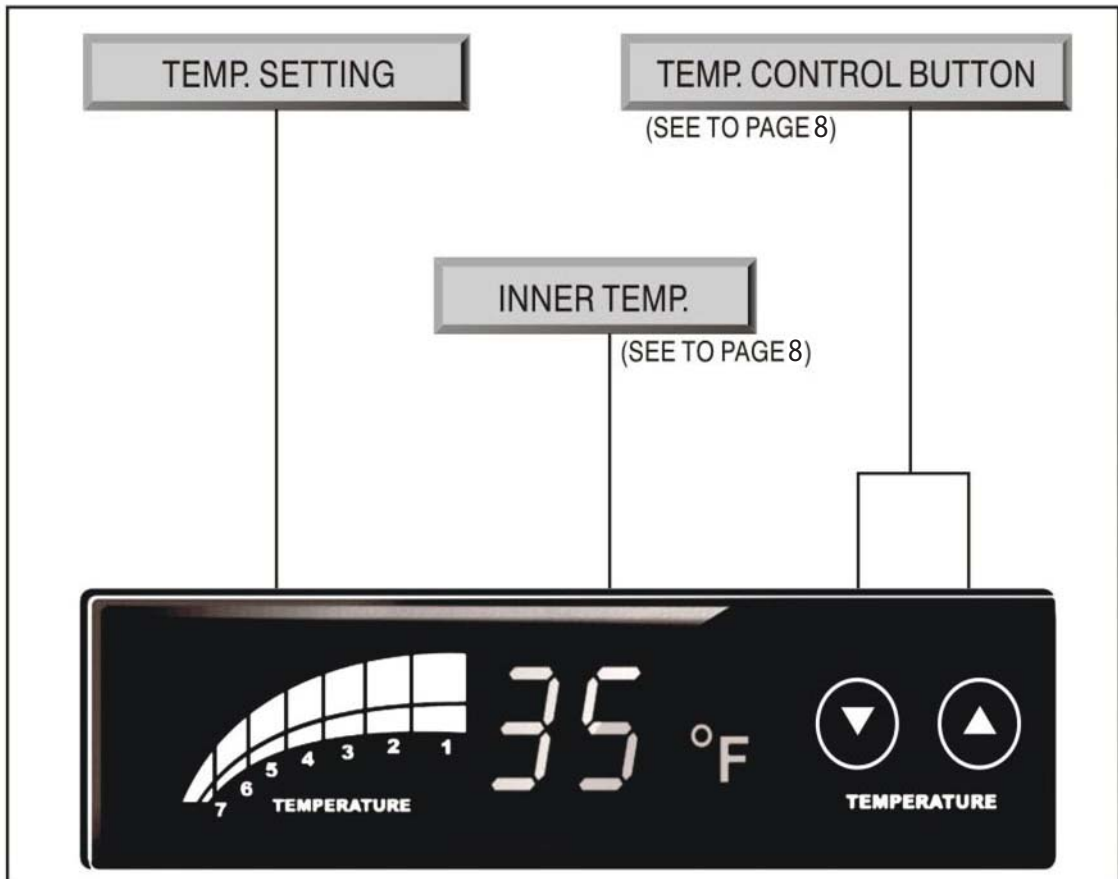 TEMP. SETTING
TEMP. CONTROL BUTTON
(SEE TO PAGE 8)
INNER TEMP.
(SEE TO PAGE 8)
35 °F
7 6 5 4 3 2 1
TEMPERATURE
TEMPERATURE